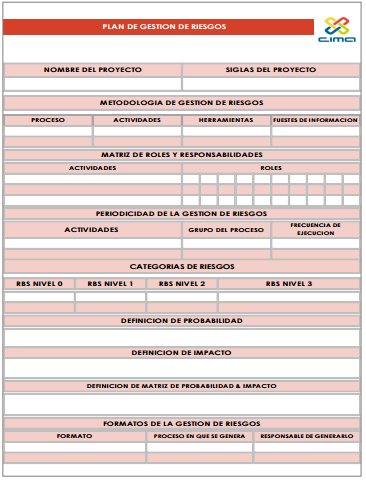 PLAN DE GESTION DE RIESGOS
CIMA
NOMBRE DEL PROYECTO SIGLAS DEL PROYECTO
METODOLOGIA DE GESTION DE RIESGOS
PROCESO ACTIVIDADES HERRAMIENTAS FUESTES DE INFORMACION
MATRIZ DE ROLES Y RESPONSABILIDADES
ACTIVIDADES ROLES
PERIODICIDAD DE LA GESTION DE RIESGOS
ACTIVIDADES GRUPO DEL PROCESO FRECUENCIA DE
EJECUCION
CATEGORIAS DE RIESGOS
RBS NIVEL 0 RBS NIVEL 1 RBS NIVEL 2 RBS NIVEL 3
DEFINICION DE PROBABILIDAD
DEFINICION DE IMPACTO
DEFINICION DE MATRIZ DE PROBABILIDAD & IMPACTO
FORMATOS DE LA GESTION DE RIESGOS
FORMATO PROCESO EN QUE SE GENERA RESPONSABLE DE GENERARLO